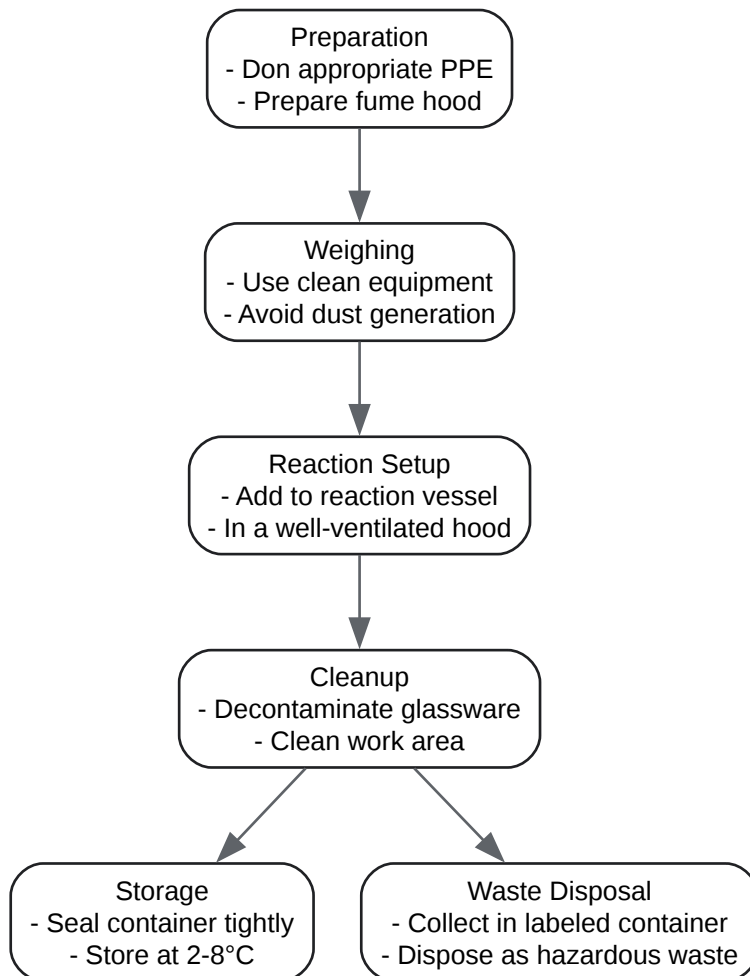 Preparation
- Don appropriate PPE
- Prepare fume hood
Weighing
- Use clean equipment
- Avoid dust generation
Reaction Setup
- Add to reaction vessel
- In a well-ventilated hood
Cleanup
- Decontaminate glassware
- Clean work area
Storage
- Seal container tightly
- Store at 2-8°C
Waste Disposal
- Collect in labeled container
- Dispose as hazardous waste